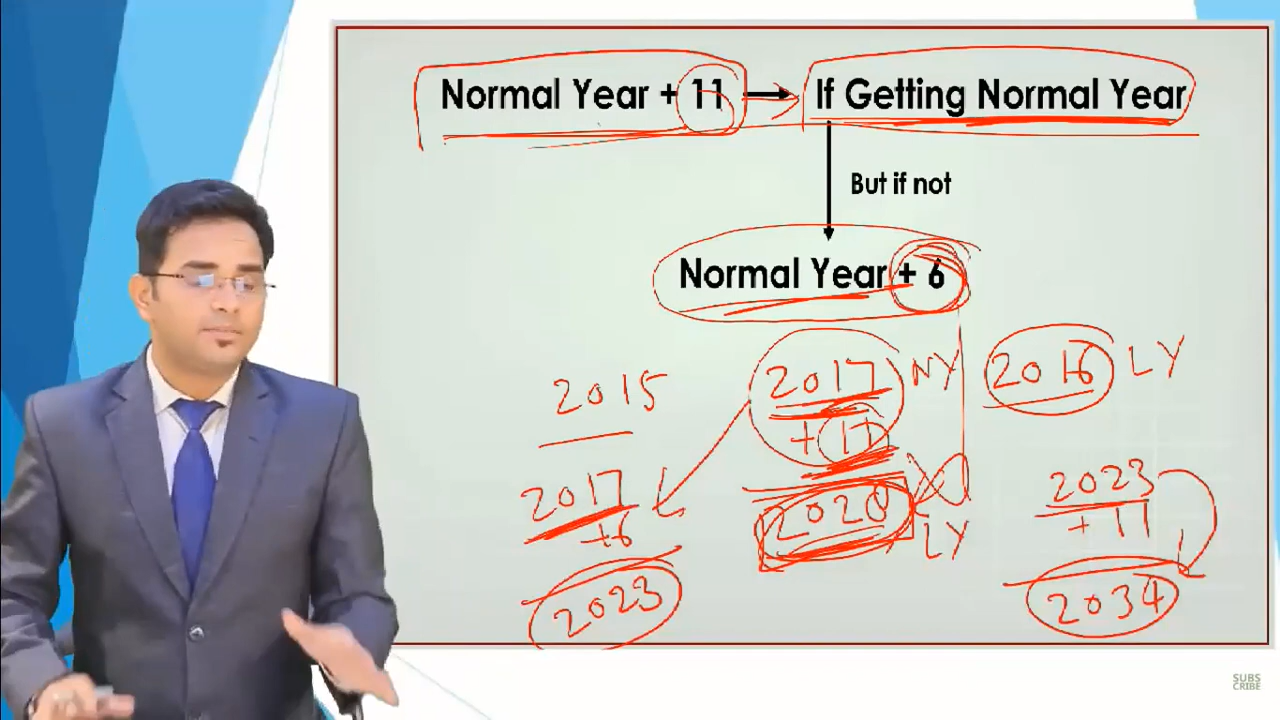 Normal Year + 11
If Getting Normal Year
But if not
Normal Year + 6
2015
2017 NY
+ 11
2028
LY
2016 LY
2017
+6
2023
2023
+ 11
2034
SUBS
CRIBE